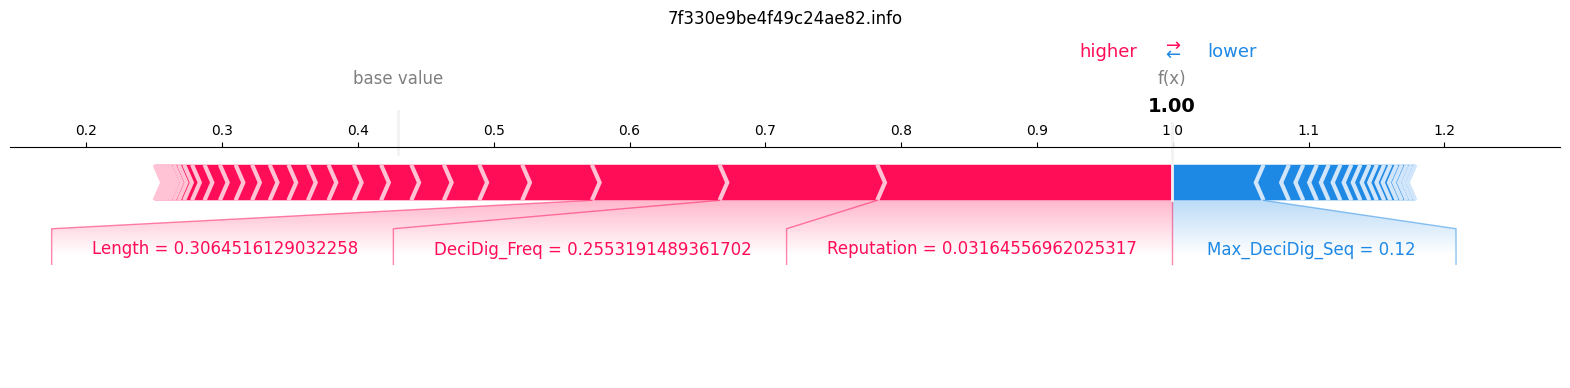 7f330e9be4f49c24ae82.info
higher ⇄ lower
base value
f(x)
1.00
0.2 0.3 0.4 0.5 0.6 0.7 0.8 0.9 1.0 1.1 1.2
Length = 0.3064516129032258 DeciDig_Freq = 0.2553191489361702 Reputation = 0.03164556962025317 Max_DeciDig_Seq = 0.12